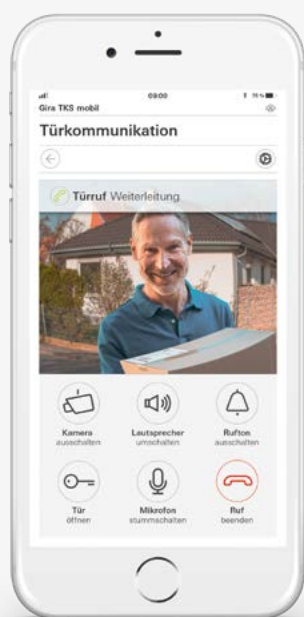 09:00
Gira TKS mobil
Türkommunikation
Türruf Weiterleitung
Kamera
ausschalten
Lautsprecher
umschalten
Rufton
ausschalten
Tür
öffnen
Mikrofon
stummschalten
Ruf
beenden